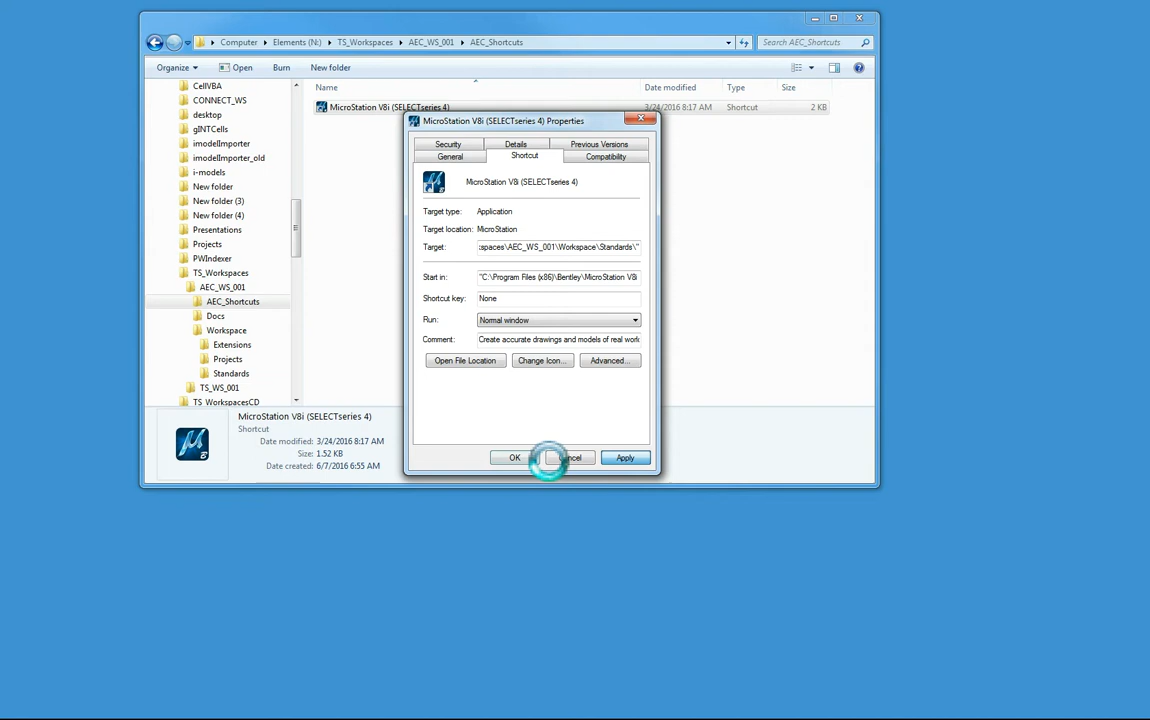 Computer Elements (N:) TS_Workspaces AEC_WS_001 AEC_Shortcuts Search AEC_Shortcuts
Organize Open Burn New folder
CellVBA
CONNECT_WS
desktop
gINTCells
imodelImporter
imodelImporter_old
i-models
New folder
New folder (3)
New folder (4)
Presentations
Projects
PWIndexer
TS_Workspaces
AEC_WS_001
AEC_Shortcuts
Docs
Workspace
Extensions
Projects
Standards
TS_WS_001
TS_WorkspacesCD
Name Date modified Type Size
MicroStation V8i (SELECTseries 4) 3/24/2016 8:17 AM Shortcut 2 KB
MicroStation V8i (SELECTseries 4) Properties
Security Details Previous Versions
General Shortcut Compatibility
MicroStation V8i (SELECTseries 4)
Target type: Application
Target location: MicroStation
Target: :spaces\AEC_WS_001\Workspace\Standards\"
Start in: "C:\Program Files (x86)\Bentley\MicroStation V8i
Shortcut key: None
Run: Normal window
Comment: Create accurate drawings and models of real work
Open File Location Change Icon... Advanced...
OK Cancel Apply
MicroStation V8i (SELECTseries 4)
Shortcut
Date modified: 3/24/2016 8:17 AM
Size: 1.52 KB
Date created: 6/7/2016 6:55 AM